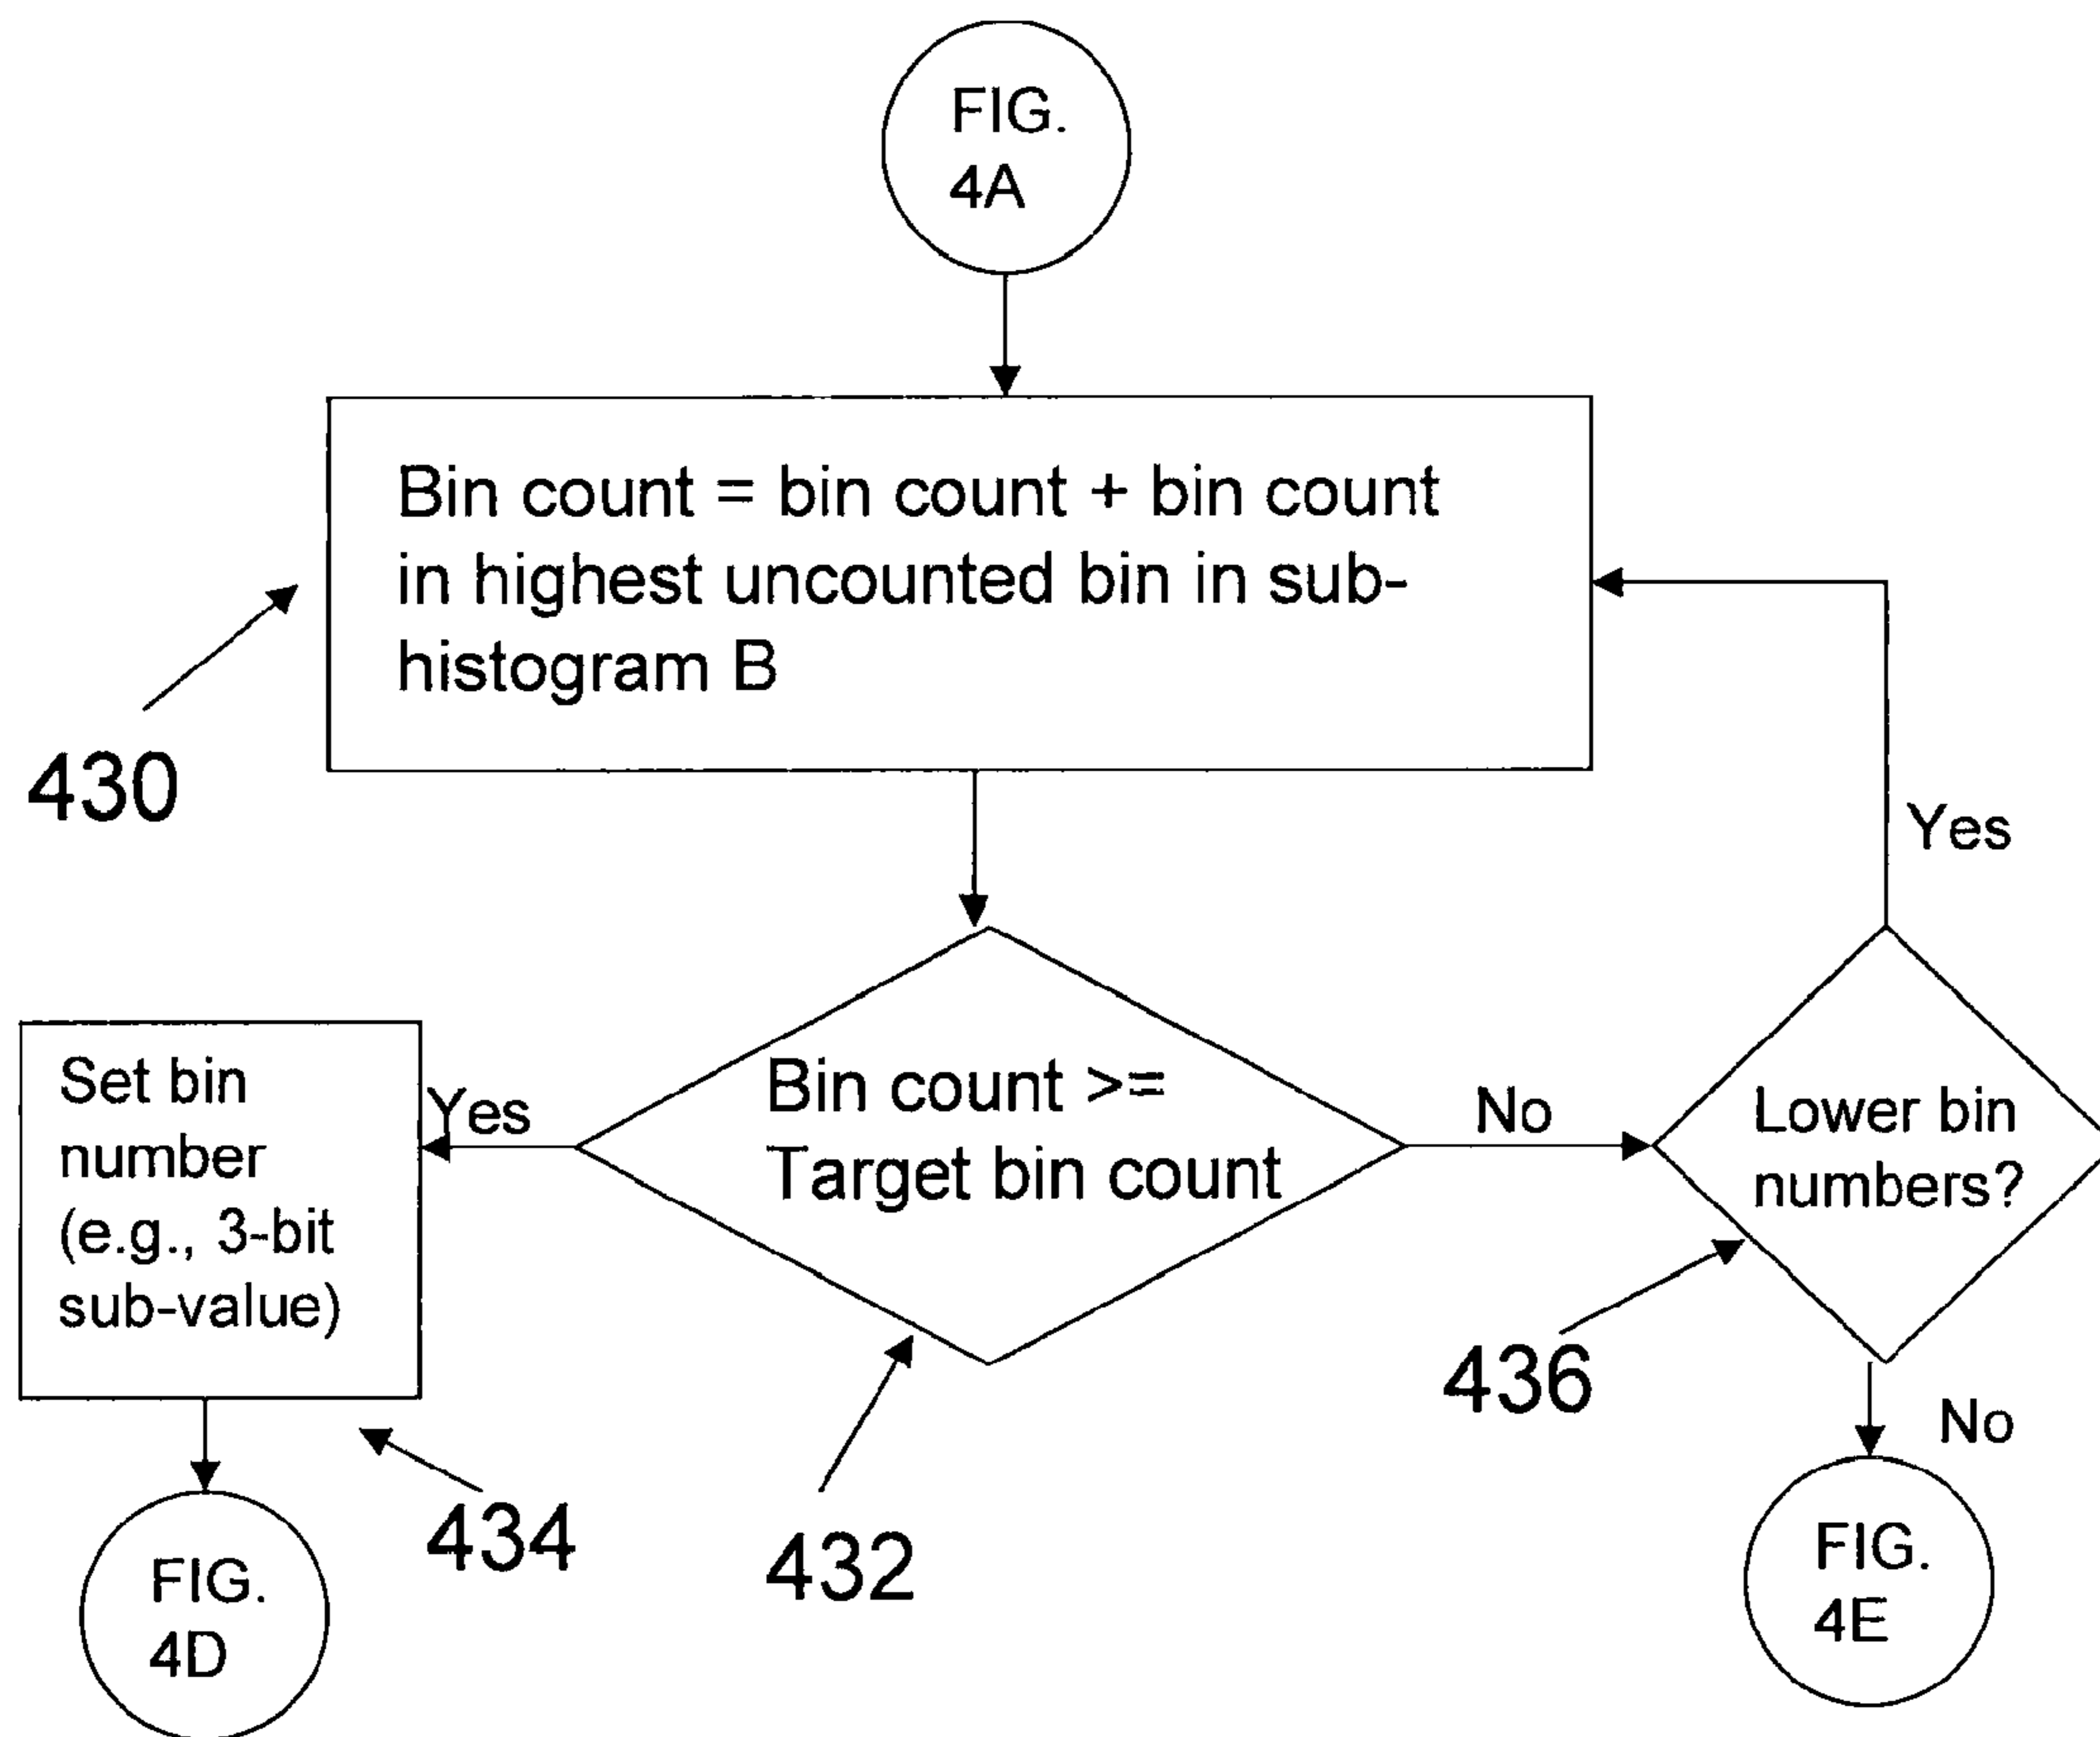 FIG.
4A
Bin count = bin count + bin count
in highest uncounted bin in sub-
histogram B
430
Yes
Set bin
number
(e.g., 3-bit
sub-value)
Yes
Bin count >=
Target bin count
No
Lower bin
numbers?
436
No
434
432
FIG.
4D
FIG.
4E